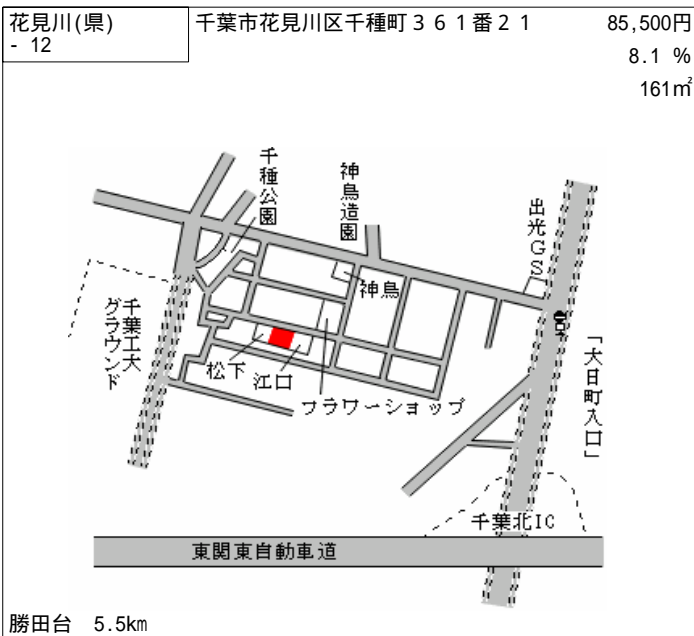 花見川(県)
- 12
千葉市花見川区千種町３６１番２１
85,500円
8.1 %
161㎡
千種公園
神鳥造園
出光GS
神鳥
千葉工大
グラウンド
松下
江口
フラワーショップ
「大日町入口」
千葉北IC
東関東自動車道
勝田台 5.5km